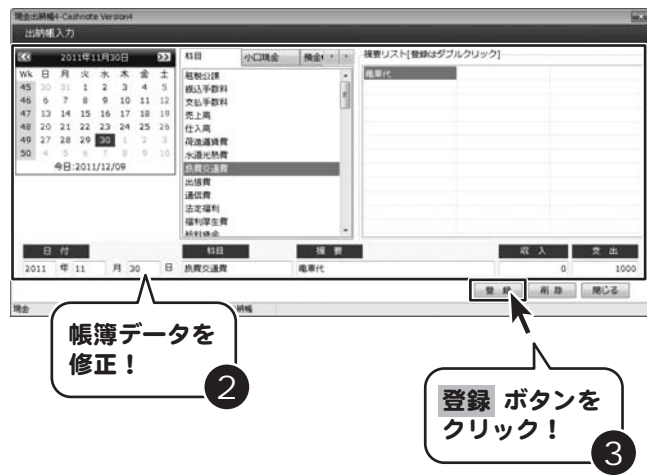 現金出納帳4-Cashnote Version4
出納帳入力
2011年11月30日
Wk 日 月 火 水 木 金 土
45 30 31 1 2 3 4 5
46 6 7 8 9 10 11 12
47 13 14 15 16 17 18 19
48 20 21 22 23 24 25 26
49 27 28 29 30 1 2 3
50 4 5 6 7 8 9 10
今日:2011/12/09
科目 小口現金 預金
租税公課
振込手数料
支払手数料
売上高
仕入高
荷造運賃費
水道光熱費
旅費交通費
出張費
通信費
法定福利
福利厚生費
給料賃金
摘要リスト[登録はダブルクリック]
電車代
日 付 科目 摘 要 収 入 支 出
2011 年 11 月 30 日 旅費交通費 電車代 0 1000
登 録 削 除 閉じる
現金
帳簿データを
修正!
2
登録 ボタンを
クリック!
3